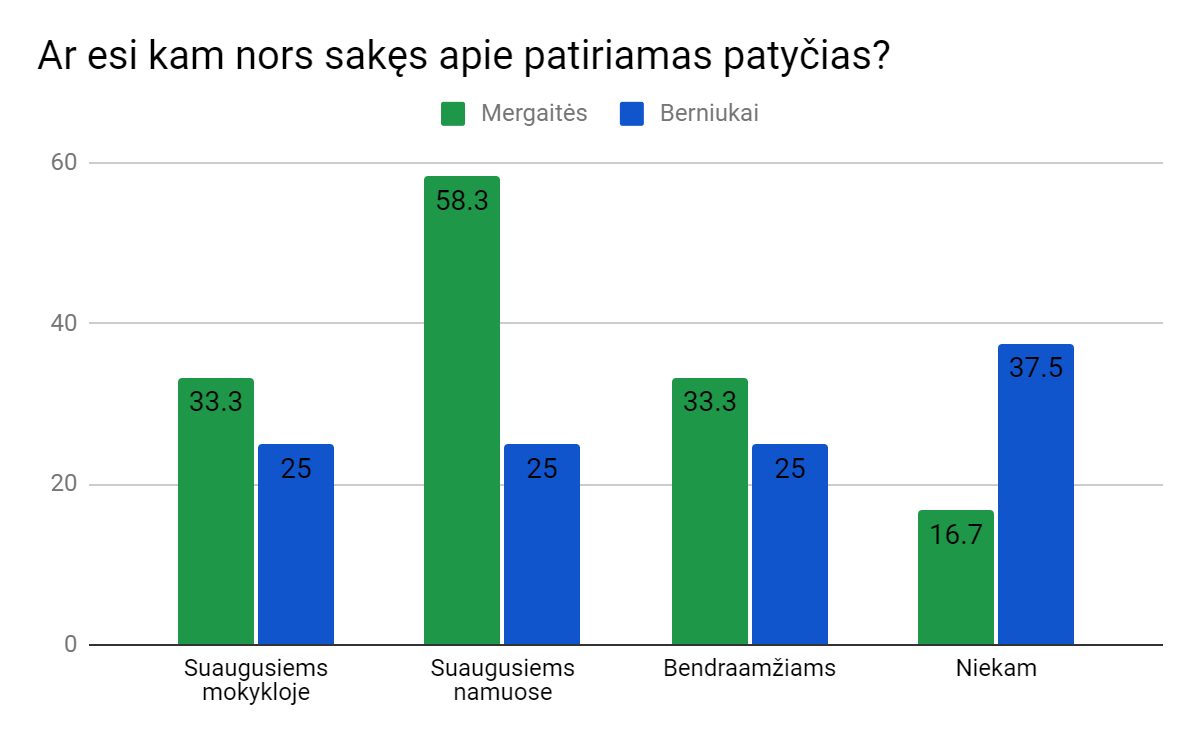 Ar esi kam nors sakęs apie patiriamas patyčias?
Mergaitės Berniukai
60
40
20
0
58.3
37.5
33.3
33.3
25
25
25
16.7
Suaugusiems mokykloje
Suaugusiems namuose
Bendraamžiams
Niekam